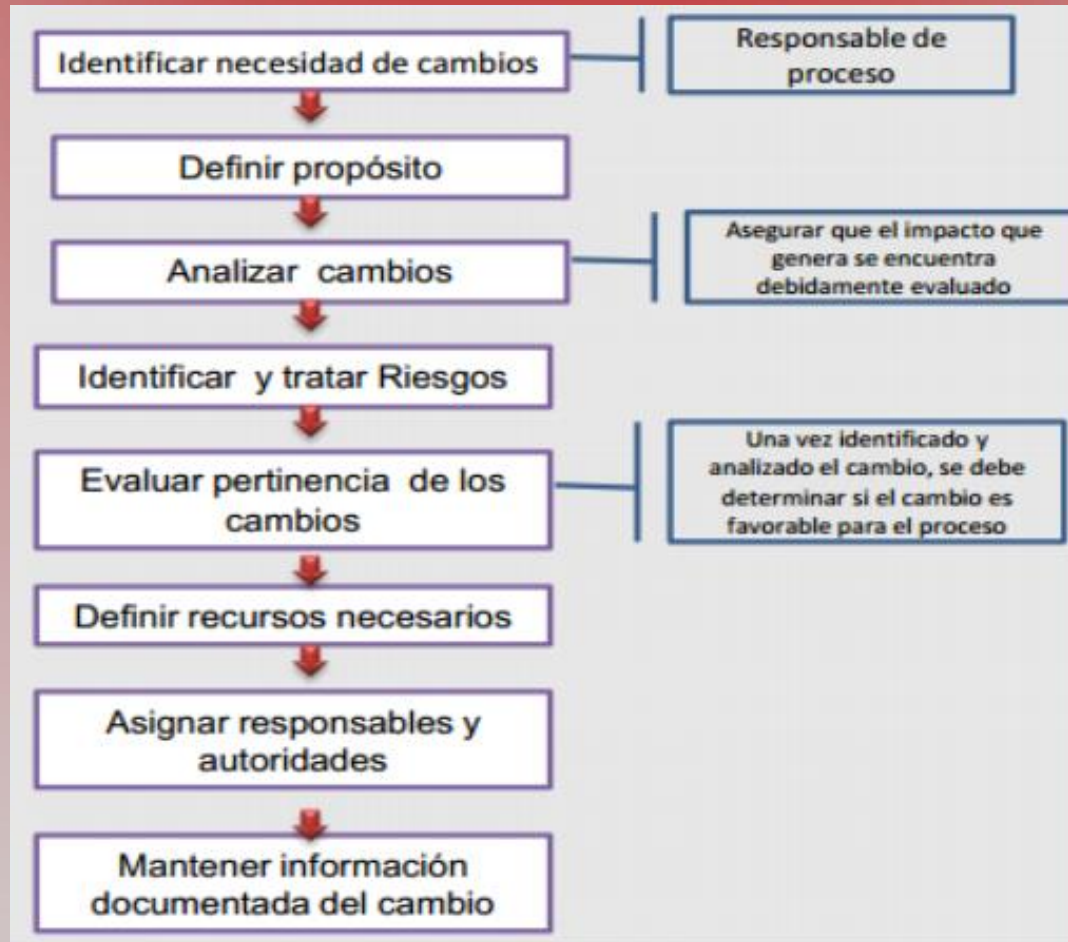 Identificar necesidad de cambios
Responsable de
proceso
Definir propósito
Analizar cambios
Asegurar que el impacto que
genera se encuentra
debidamente evaluado
Identificar y tratar Riesgos
Evaluar pertinencia de los
cambios
Una vez identificado y
analizado el cambio, se debe
determinar si el cambio es
favorable para el proceso
Definir recursos necesarios
Asignar responsables y
autoridades
Mantener información
documentada del cambio